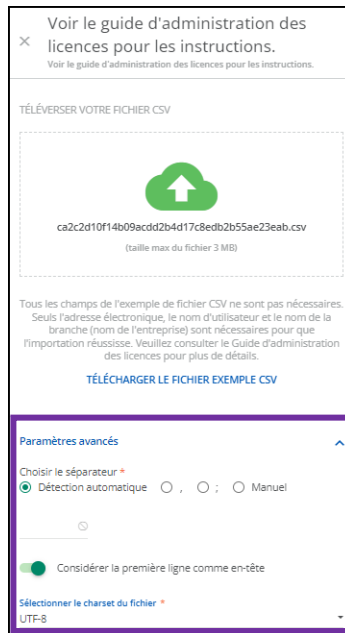 Voir le guide d'administration des
licences pour les instructions.
Voir le guide d'administration des licences pour les instructions.
TÉLÉVERSER VOTRE FICHIER CSV
ca2c2d10f14b09acdd2b4d17c8edb2b55ae23eab.csv
(taille max du fichier 3 MB)
Tous les champs de l'exemple de fichier CSV ne sont pas nécessaires.
Seuls l'adresse électronique, le nom d'utilisateur et le nom de la
branche (nom de l'entreprise) sont nécessaires pour que
l'importation réussisse. Veuillez consulter le Guide d'administration
des licences pour plus de détails.
TÉLÉCHARGER LE FICHIER EXEMPLE CSV
Paramètres avancés
Choisir le séparateur *
Détection automatique , ; Manuel
Considérer la première ligne comme en-tête
Sélectionner le charset du fichier *
UTF-8